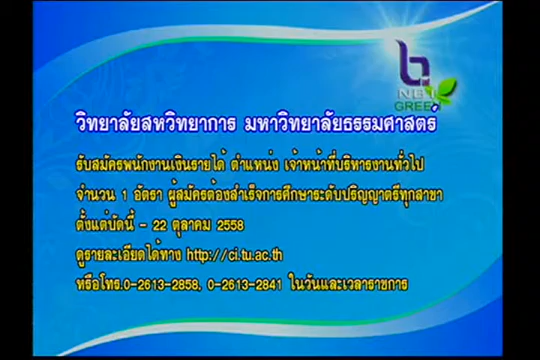 NBT
GREEN
วิทยาลัยสหวิทยาการ มหาวิทยาลัยธรรมศาสตร์
รับสมัครพนักงานเงินรายได้ ตำแหน่ง เจ้าหน้าที่บริหารงานทั่วไป
จำนวน 1 อัตรา ผู้สมัครต้องสำเร็จการศึกษาระดับปริญญาตรีทุกสาขา
ตั้งแต่บัดนี้ - 22 ตุลาคม 2558
ดูรายละเอียดได้ทาง http://ci.tu.ac.th
หรือโทร.0-2613-2858, 0-2613-2841 ในวันและเวลาราชการ